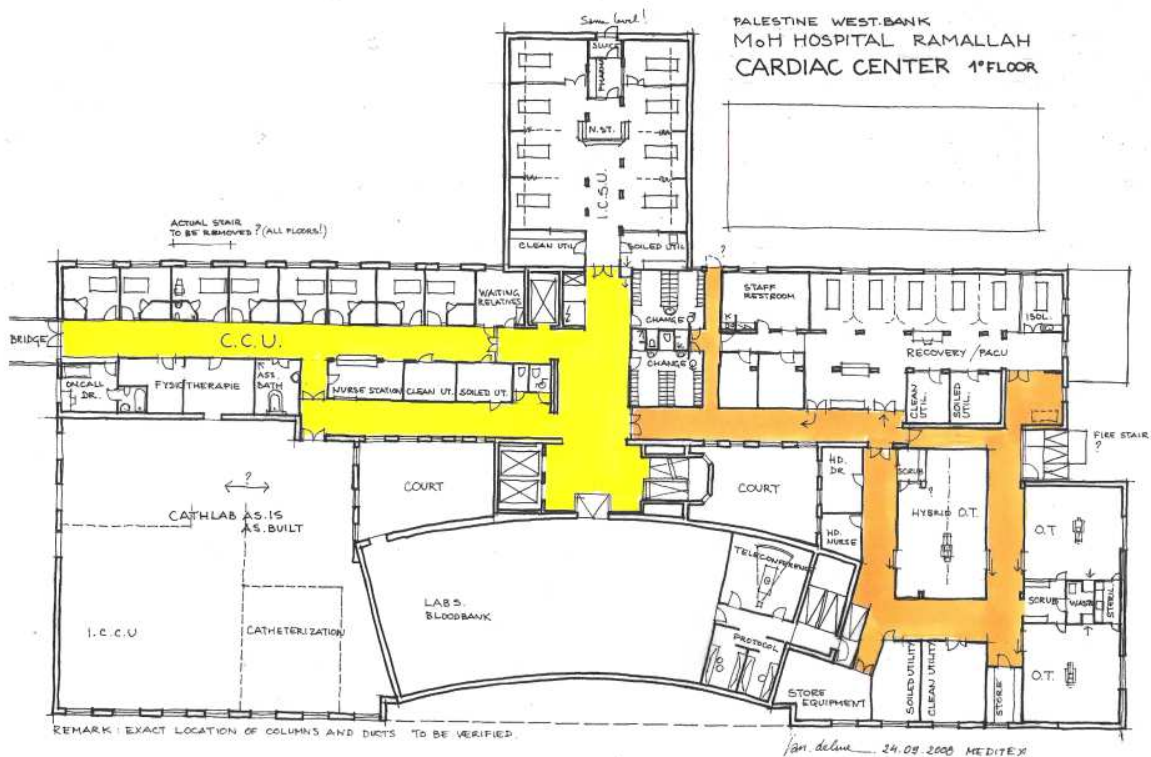 Same level!
PALESTINE WEST.BANK
MoH HOSPITAL RAMALLAH
CARDIAC CENTER 1°FLOOR
SLUICE
PHARM
N.ST.
I.C.S.U.
ACTUAL STAIR
TO BE REMOVED? (ALL FLOORS!)
CLEAN UTIL
SOILED UTIL
?
WAITING
RELATIVES
CHANGE
STAFF
RESTROOM
K
ISOL.
BRIDGE
C.C.U.
CHANGE
RECOVERY/PACU
ONCALL
DR.
FYSIOTHERAPIE
ASS.
BATH
NURSE STATION
CLEAN UT.
SOILED UT.
CLEAN
UTIL.
SOILED
UTIL.
FIRE STAIR
?
COURT
COURT
HD.
DR
SCRUB
?
HYBRID O.T.
O.T
?
CATHLAB AS.IS
AS.BUILT
HD.
NURSE
TELECONFERENC
LABS.
BLOODBANK
SCRUB
WASTE
STERIL.
I.C.C.U
CATHETERIZATION
PROTOCOL
O.T.
STORE
EQUIPMENT
SOILED UTILITY
CLEAN UTILITY
STORE
REMARK: EXACT LOCATION OF COLUMNS AND DUCTS TO BE VERIFIED.
24.09.2009 MEDITEX